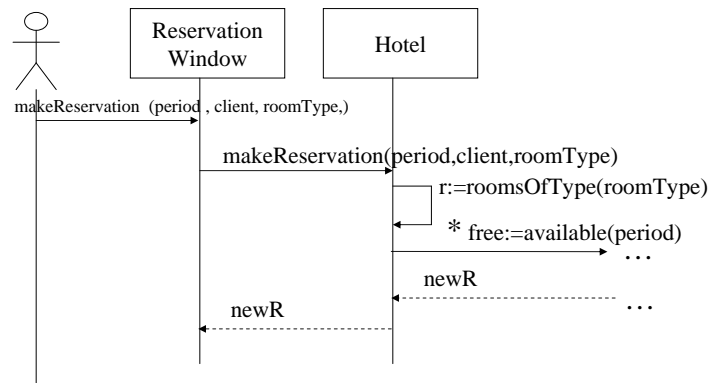 Reservation
Window
Hotel
makeReservation (period , client, roomType,)
makeReservation(period,client,roomType)
r:=roomsOfType(roomType)
* free:=available(period)
...
newR
...
newR